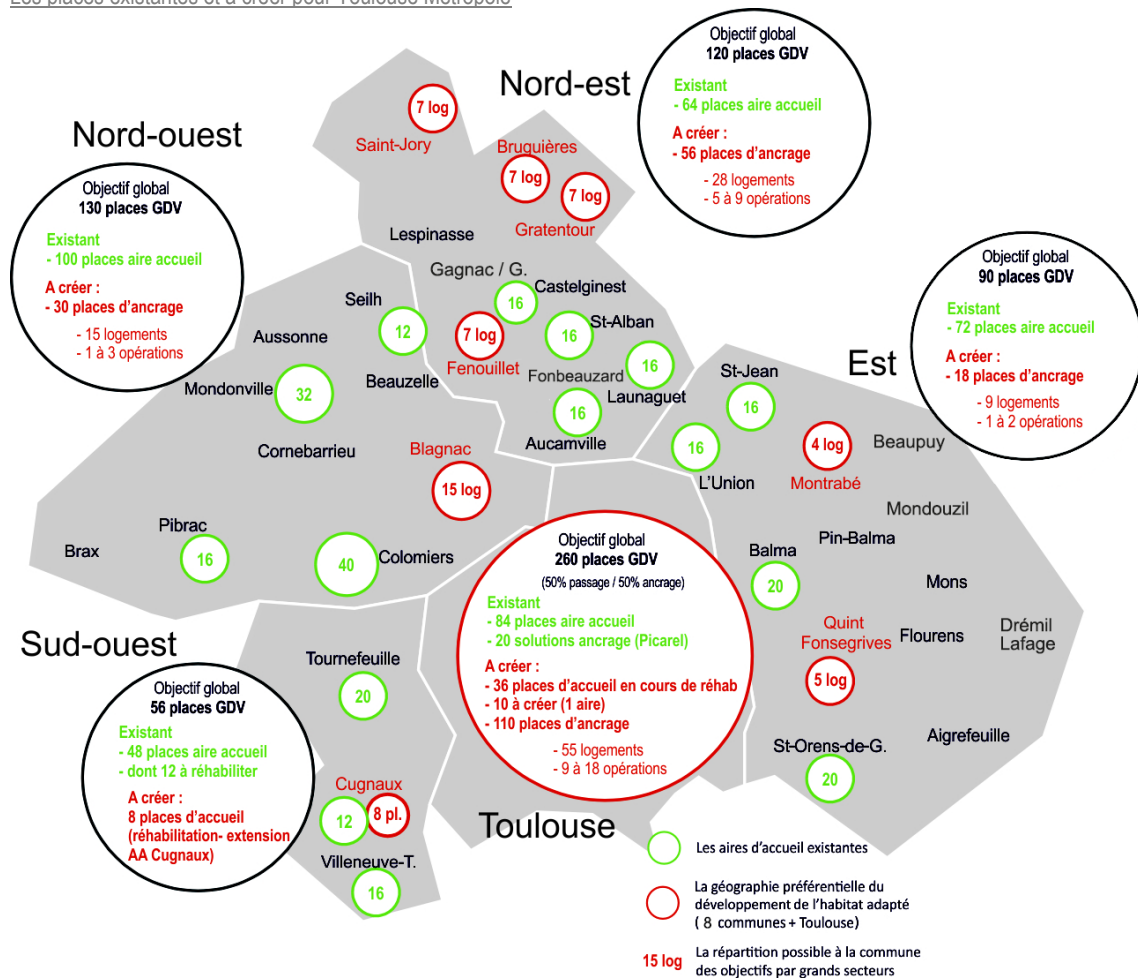 Les places existantes et à créer pour Toulouse Métropole
Nord-est
Objectif global
120 places GDV
Existant
- 64 places aire accueil
A créer :
- 56 places d'ancrage
- 28 logements
- 5 à 9 opérations
Nord-ouest
Objectif global
130 places GDV
Existant
- 100 places aire accueil
A créer :
- 30 places d'ancrage
- 15 logements
- 1 à 3 opérations
7 log
Saint-Jory
Bruguières
7 log
7 log
Gratentour
Lespinasse
Gagnac / G.
Castelginest
16
Seilh
12
7 log
Fenouillet
16
St-Alban
Fonbeauzard
16
Launaguet
16
Aucamville
Aussonne
Mondonville
32
Beauzelle
Cornebarrieu
Blagnac
15 log
Pibrac
16
Brax
40
Colomiers
Est
Objectif global
90 places GDV
Existant
- 72 places aire accueil
A créer :
- 18 places d'ancrage
- 9 logements
- 1 à 2 opérations
St-Jean
16
16
L'Union
4 log
Montrabé
Beaupuy
Mondouzil
Pin-Balma
Balma
20
Mons
Quint
Fonsegrives
5 log
Flourens
Drémil
Lafage
Aigrefeuille
St-Orens-de-G.
20
Objectif global
260 places GDV
(50% passage / 50% ancrage)
Existant
- 84 places aire accueil
- 20 solutions ancrage (Picarel)
A créer :
- 36 places d'accueil en cours de réhab
- 10 à créer (1 aire)
- 110 places d'ancrage
- 55 logements
- 9 à 18 opérations
Toulouse
Sud-ouest
Objectif global
56 places GDV
Existant
- 48 places aire accueil
- dont 12 à réhabiliter
A créer :
8 places d'accueil
(réhabilitation- extension
AA Cugnaux)
Tournefeuille
20
Cugnaux
12
8 pl.
Villeneuve-T.
16
Les aires d'accueil existantes
La géographie préférentielle du
développement de l'habitat adapté
( 8 communes + Toulouse)
15 log
La répartition possible à la commune
des objectifs par grands secteurs